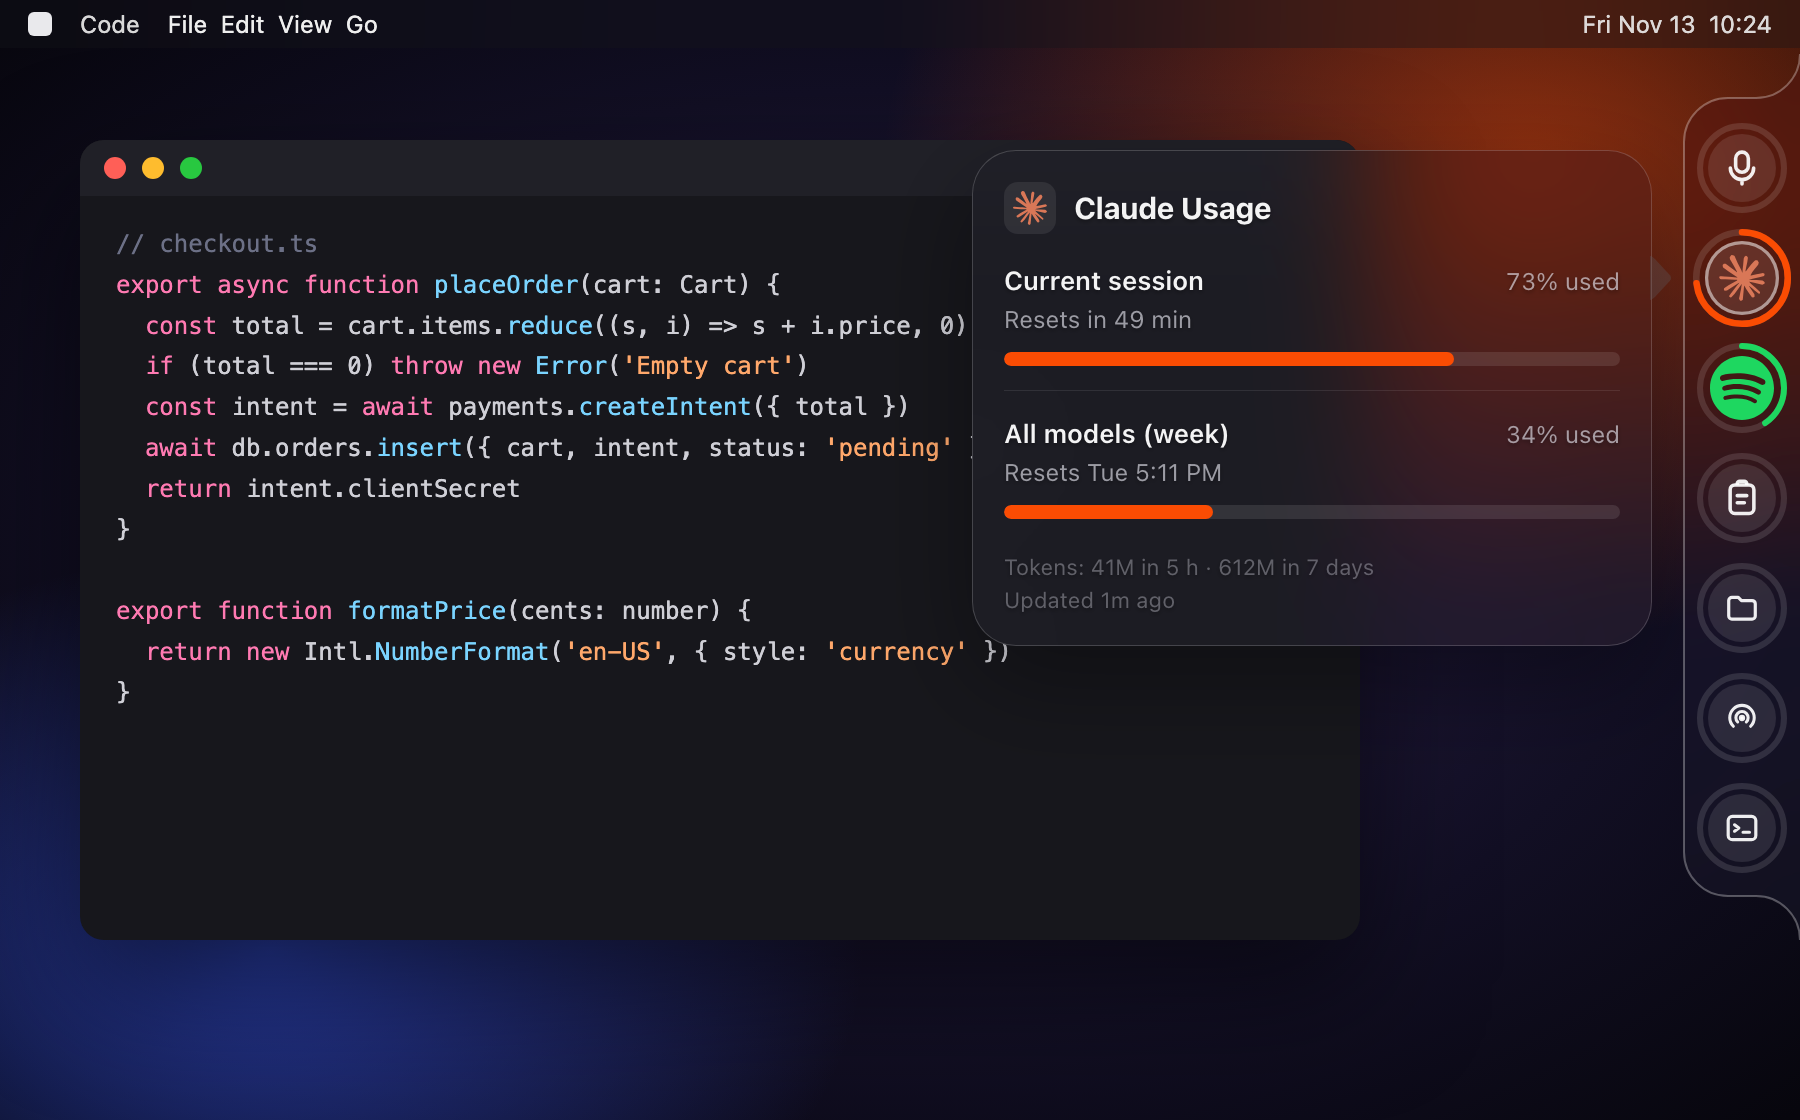 Code File Edit View Go Fri Nov 13 10:24
// checkout.ts
export async function placeOrder(cart: Cart) {
  const total = cart.items.reduce((s, i) => s + i.price, 0)
  if (total === 0) throw new Error('Empty cart')
  const intent = await payments.createIntent({ total })
  await db.orders.insert({ cart, intent, status: 'pending' }
  return intent.clientSecret
}
export function formatPrice(cents: number) {
  return new Intl.NumberFormat('en-US', { style: 'currency' })
}
Claude Usage
Current session 73% used
Resets in 49 min
All models (week) 34% used
Resets Tue 5:11 PM
Tokens: 41M in 5 h · 612M in 7 days
Updated 1m ago